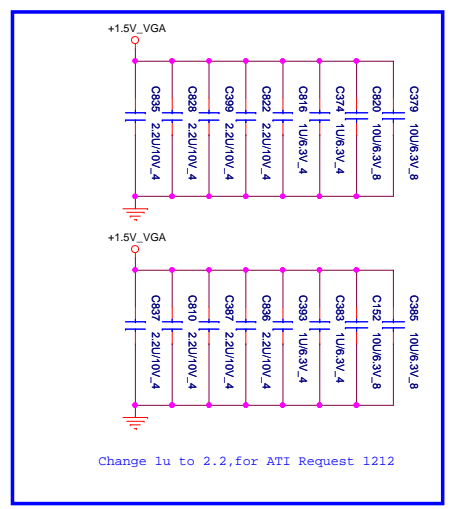 +1.5V_VGA
C835 2.2U/10V_4
C828 2.2U/10V_4
C399 2.2U/10V_4
C822 2.2U/10V_4
C816 1U/6.3V_4
C374 1U/6.3V_4
C820 10U/6.3V_8
C379 10U/6.3V_8
+1.5V_VGA
C837 2.2U/10V_4
C810 2.2U/10V_4
C387 2.2U/10V_4
C836 2.2U/10V_4
C393 1U/6.3V_4
C383 1U/6.3V_4
C152 10U/6.3V_8
C385 10U/6.3V_8
Change 1u to 2.2,for ATI Request 1212